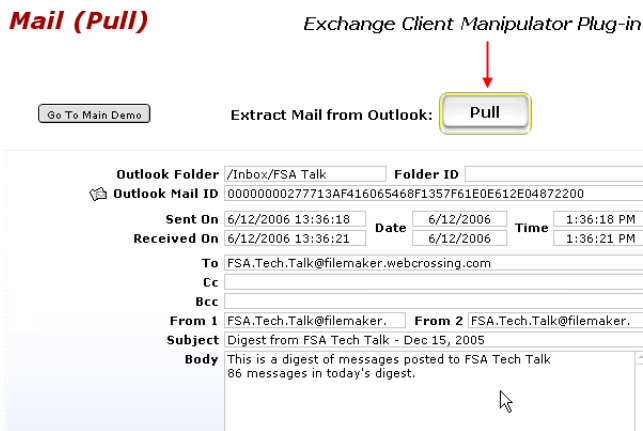 Mail (Pull)
Exchange Client Manipulator Plug-in
Go To Main Demo
Extract Mail from Outlook: Pull
Outlook Folder /Inbox/FSA Talk Folder ID
Outlook Mail ID 00000000277713AF416065468F1357F61E0E612E04872200
Sent On 6/12/2006 13:36:18 Date 6/12/2006 Time 1:36:18 PM
Received On 6/12/2006 13:36:21 6/12/2006 1:36:21 PM
To FSA.Tech.Talk@filemaker.webcrossing.com
Cc
Bcc
From 1 FSA.Tech.Talk@filemaker. From 2 FSA.Tech.Talk@filemaker.
Subject Digest from FSA Tech Talk - Dec 15, 2005
Body This is a digest of messages posted to FSA Tech Talk
86 messages in today's digest.